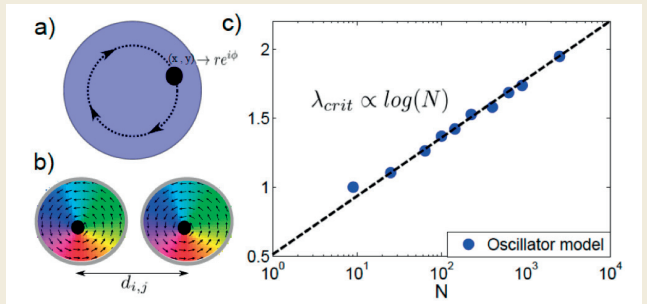 a)
(x, y) → re^{iϕ}
b)
d_{i,j}
c)
2
1.5
1
0.5
λ_{crit} ∝ log(N)
Oscillator model
10^0
10^1
10^2
10^3
10^4
N